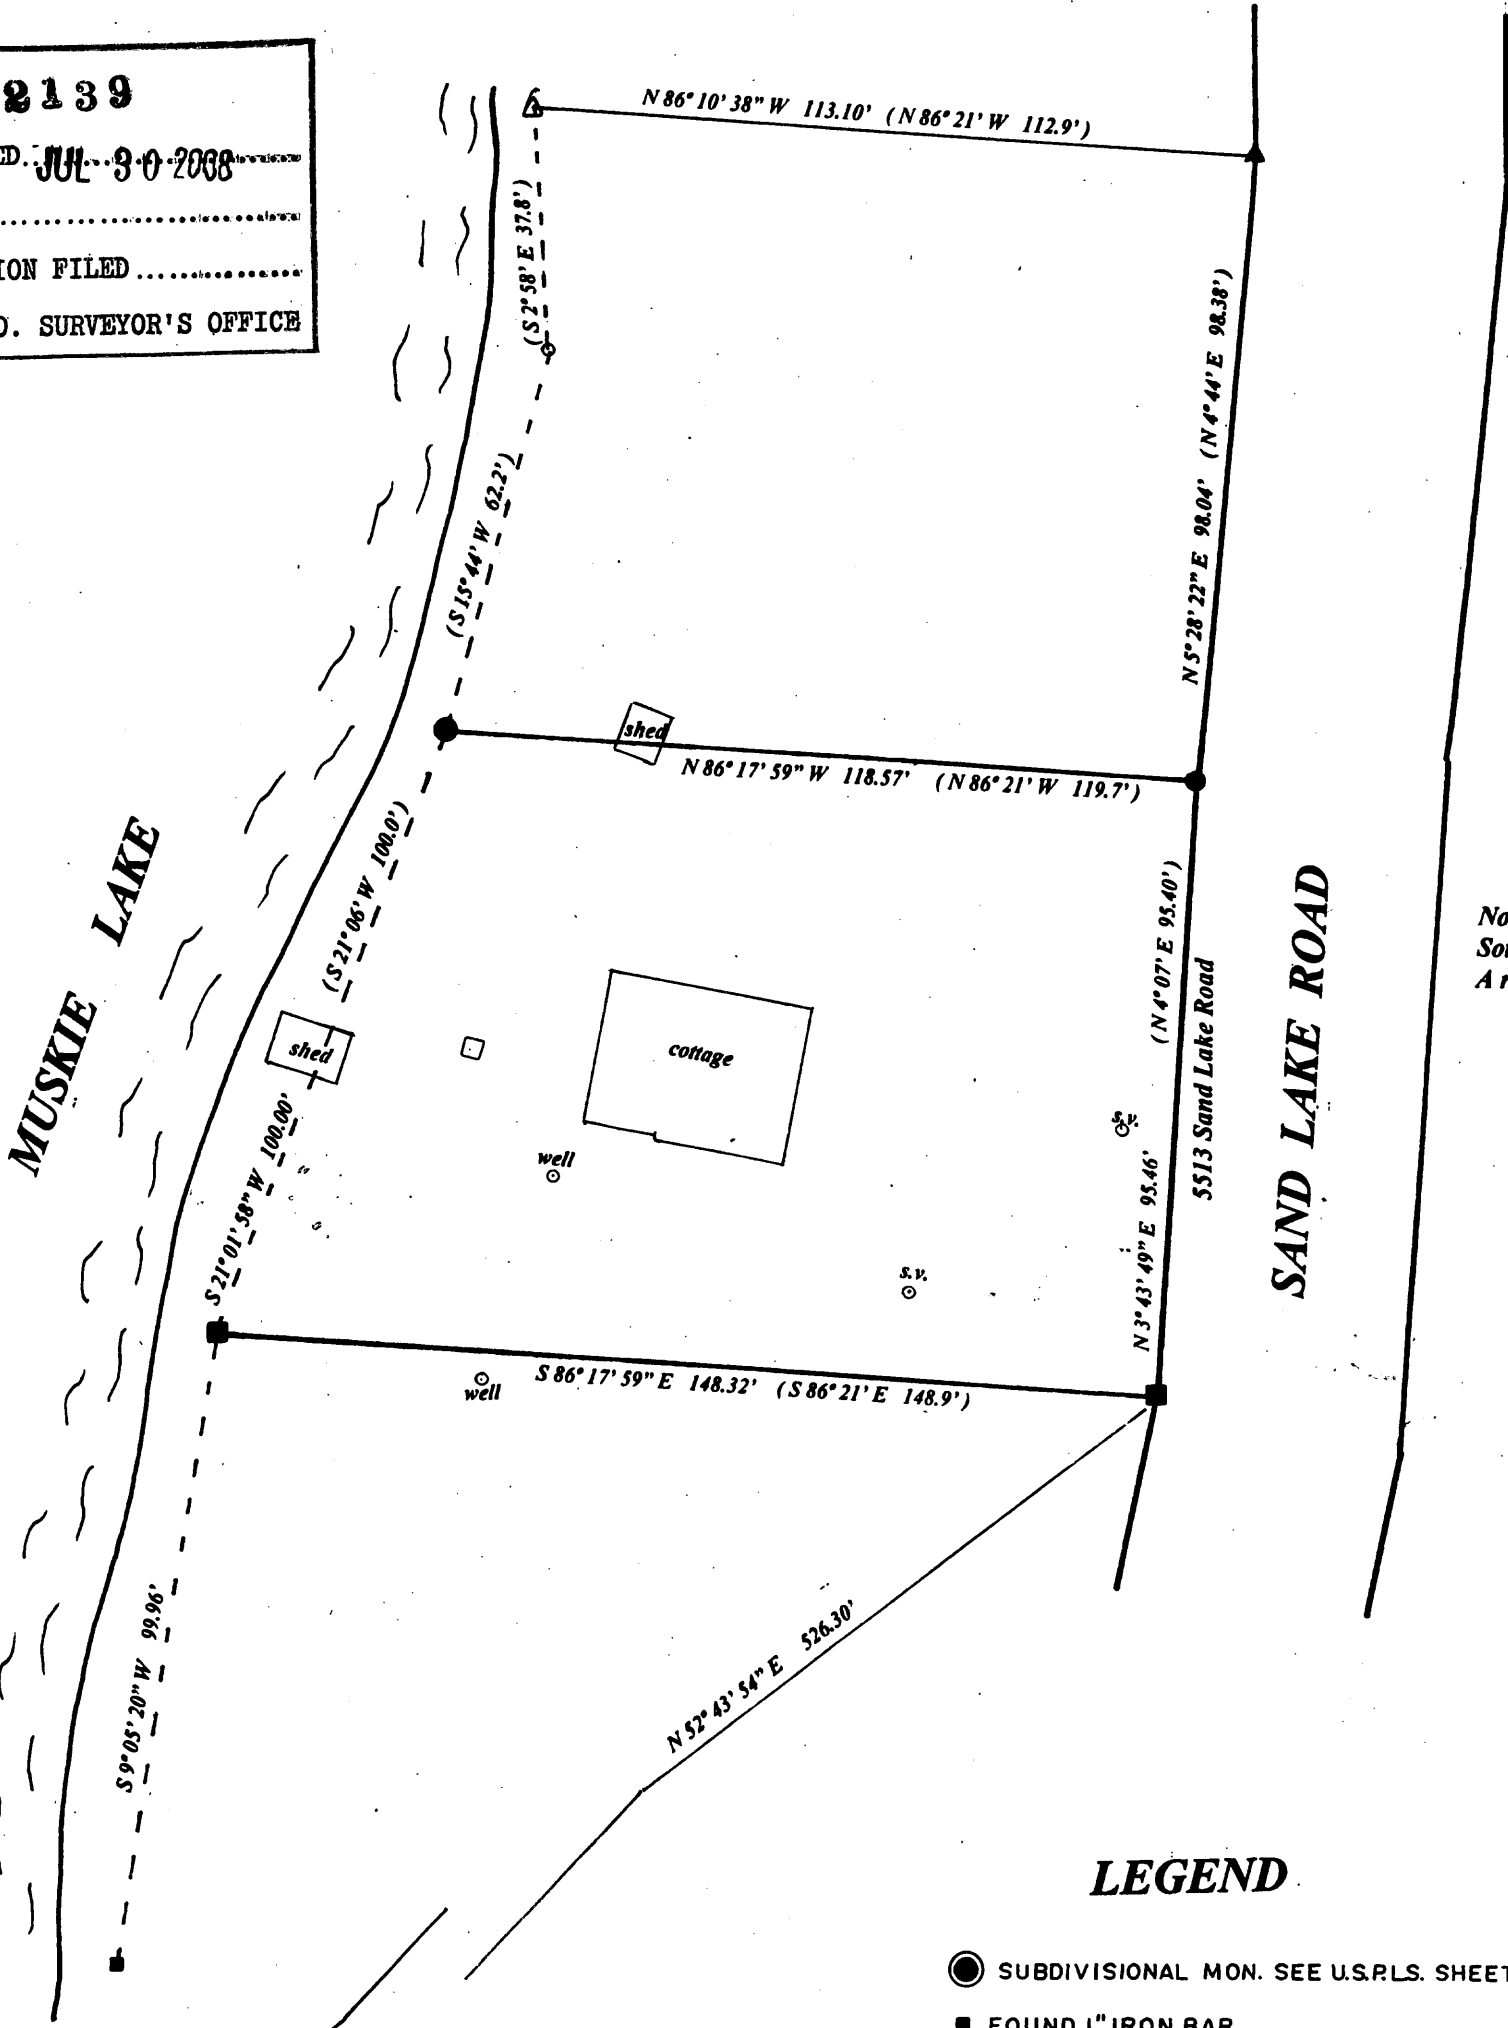 2139
JUL 30 2008
ION FILED
O. SURVEYOR'S OFFICE
N 86° 10' 38" W 113.10' (N 86° 21' W 112.9')
(S 2° 58' E 37.8')
(N 4° 44' E 98.38')
N 5° 28' 22" E 98.04'
(S 15° 44' W 62.2')
shed
N 86° 17' 59" W 118.57' (N 86° 21' W 119.7')
(S 21° 06' W 100.0')
(N 4° 07' E 95.40')
MUSKIE LAKE
SAND LAKE ROAD
5513 Sand Lake Road
No
Sou
A r
shed
cottage
s.v.
well
S 21° 01' 58" W 100.00'
N 3° 43' 49" E 95.46'
s.v.
S 86° 17' 59" E 148.32' (S 86° 21' E 148.9')
well
S 9° 05' 20" W 99.96'
N 52° 43' 54" E 526.30'
LEGEND
SUBDIVISIONAL MON. SEE U.S.P.L.S. SHEET
FOUND 1" IRON BAR